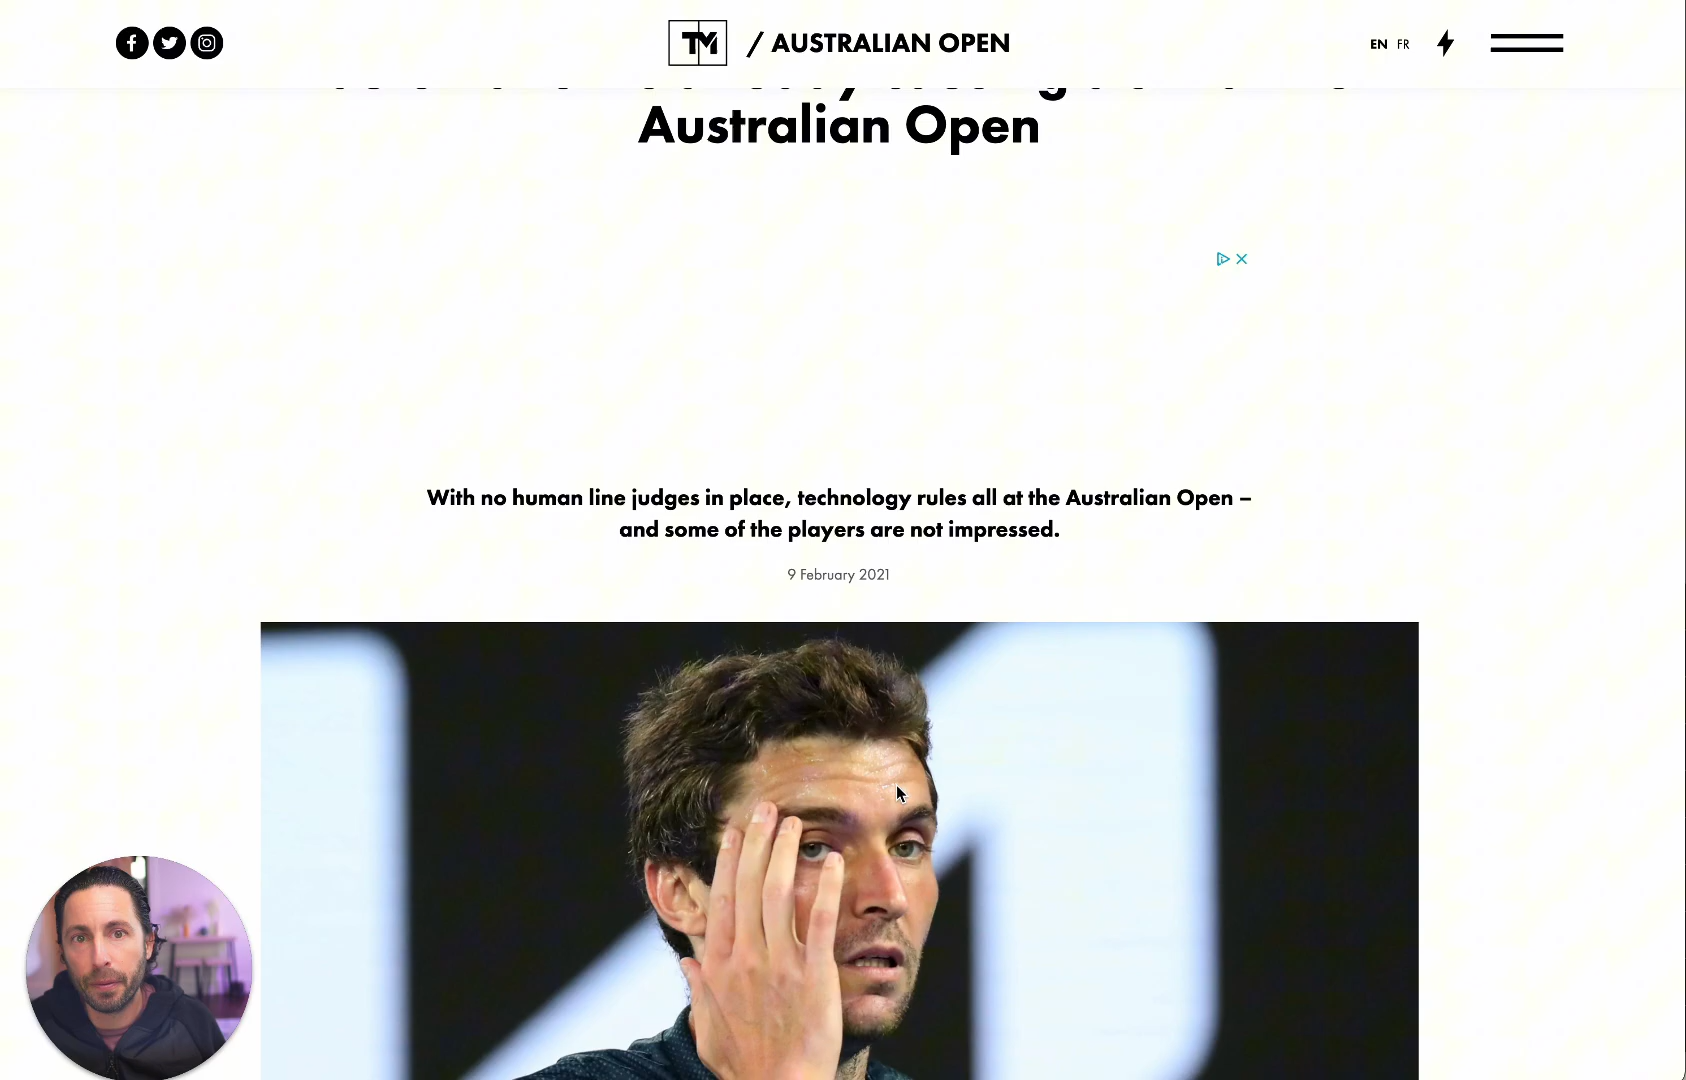 TM / AUSTRALIAN OPEN
EN FR
Australian Open
With no human line judges in place, technology rules all at the Australian Open –
and some of the players are not impressed.
9 February 2021